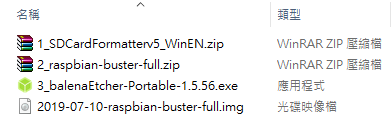 名稱 類型
1_SDCardFormatterv5_WinEN.zip WinRAR ZIP 壓縮檔
2_raspbian-buster-full.zip WinRAR ZIP 壓縮檔
3_balenaEtcher-Portable-1.5.56.exe 應用程式
2019-07-10-raspbian-buster-full.img 光碟映像檔